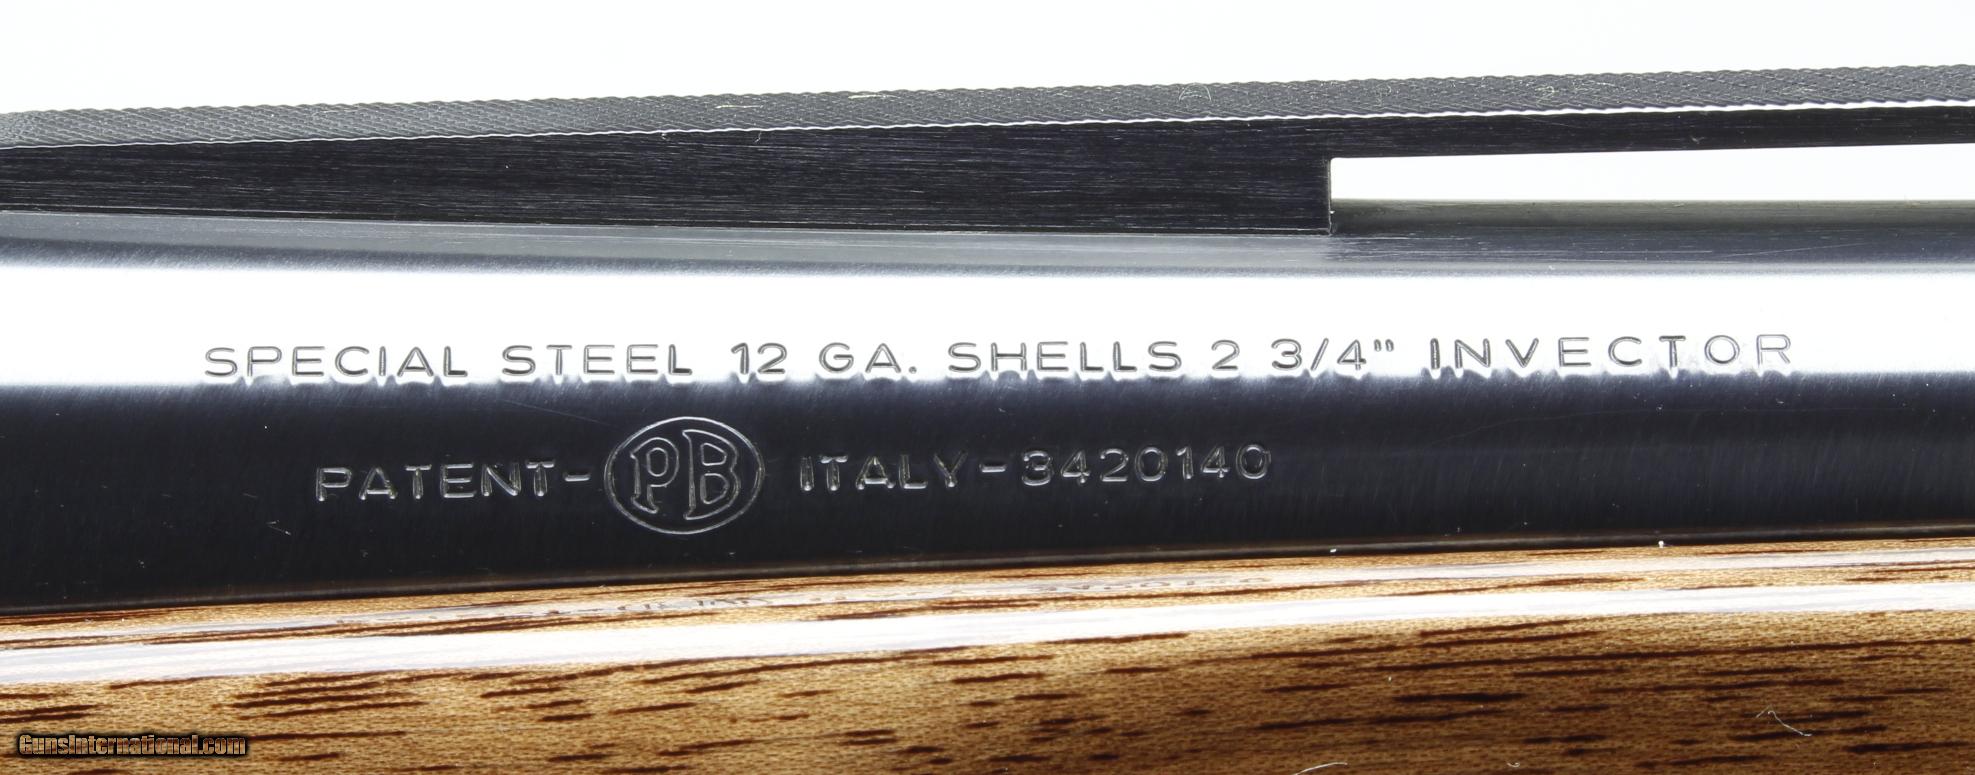 SPECIAL STEEL 12 GA. SHELLS 2 3/4" INVECTOR
PATENT-PB ITALY-3420140
GunsInternational.com